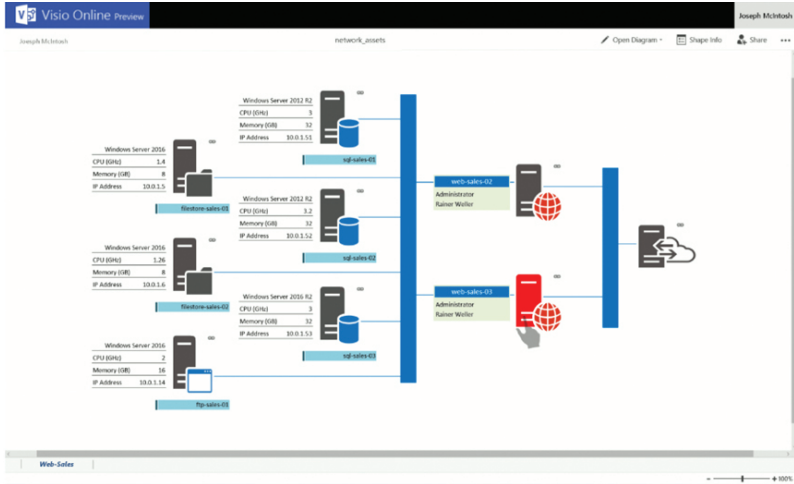 Visio Online Preview
Joseph McIntosh
Joseph McIntosh
network_assets
Open Diagram
Shape Info
Share
Windows Server 2012 R2
CPU (GHz) 3
Memory (GB) 32
IP Address 10.0.1.51
sql-sales-01
Windows Server 2016
CPU (GHz) 1.4
Memory (GB) 8
IP Address 10.0.1.5
filestore-sales-01
web-sales-02
Administrator
Rainer Weller
Windows Server 2012 R2
CPU (GHz) 3.2
Memory (GB) 32
IP Address 10.0.1.52
sql-sales-02
Windows Server 2016
CPU (GHz) 1.26
Memory (GB) 8
IP Address 10.0.1.6
filestore-sales-02
web-sales-03
Administrator
Rainer Weller
Windows Server 2016 R2
CPU (GHz) 3
Memory (GB) 32
IP Address 10.0.1.53
sql-sales-03
Windows Server 2016
CPU (GHz) 2
Memory (GB) 16
IP Address 10.0.1.14
ftp-sales-01
Web-Sales
- + 100%